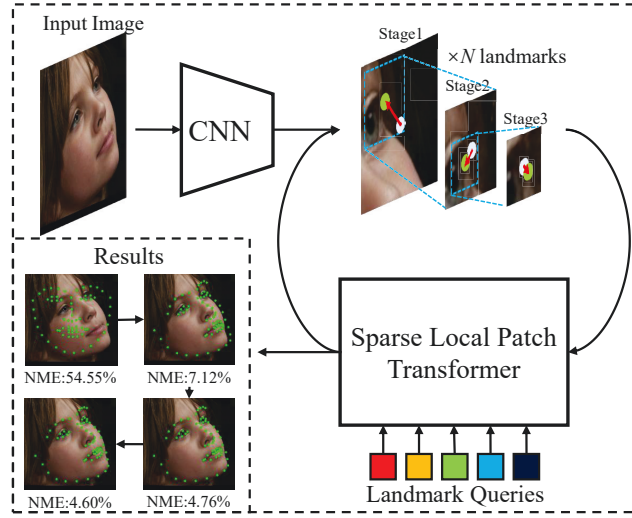 Input Image
CNN
Stage1
×N landmarks
Stage2
Stage3
Results
NME:54.55%
NME:7.12%
NME:4.60%
NME:4.76%
Sparse Local Patch
Transformer
Landmark Queries